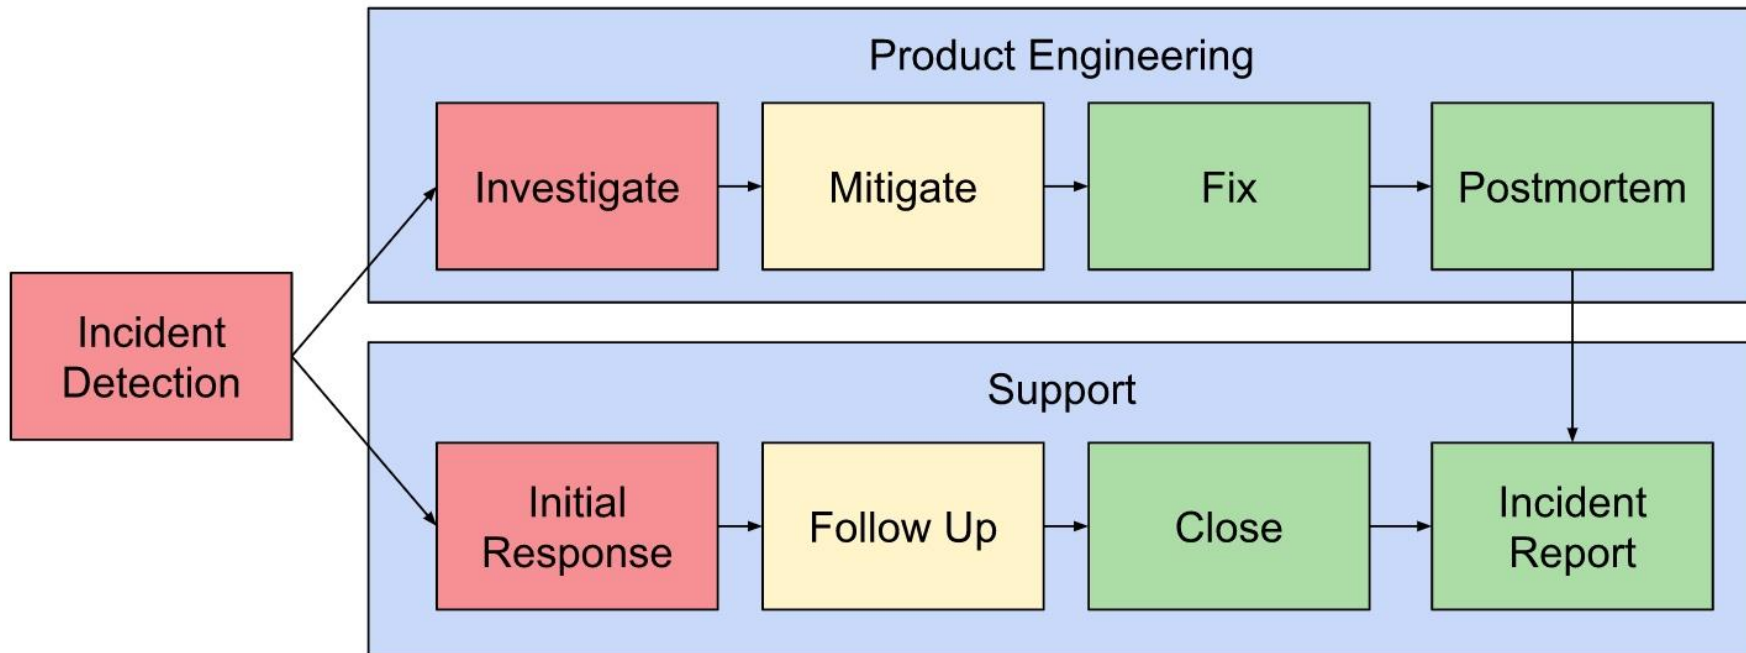 Product Engineering
Investigate
Mitigate
Fix
Postmortem
Incident
Detection
Support
Initial
Response
Follow Up
Close
Incident
Report